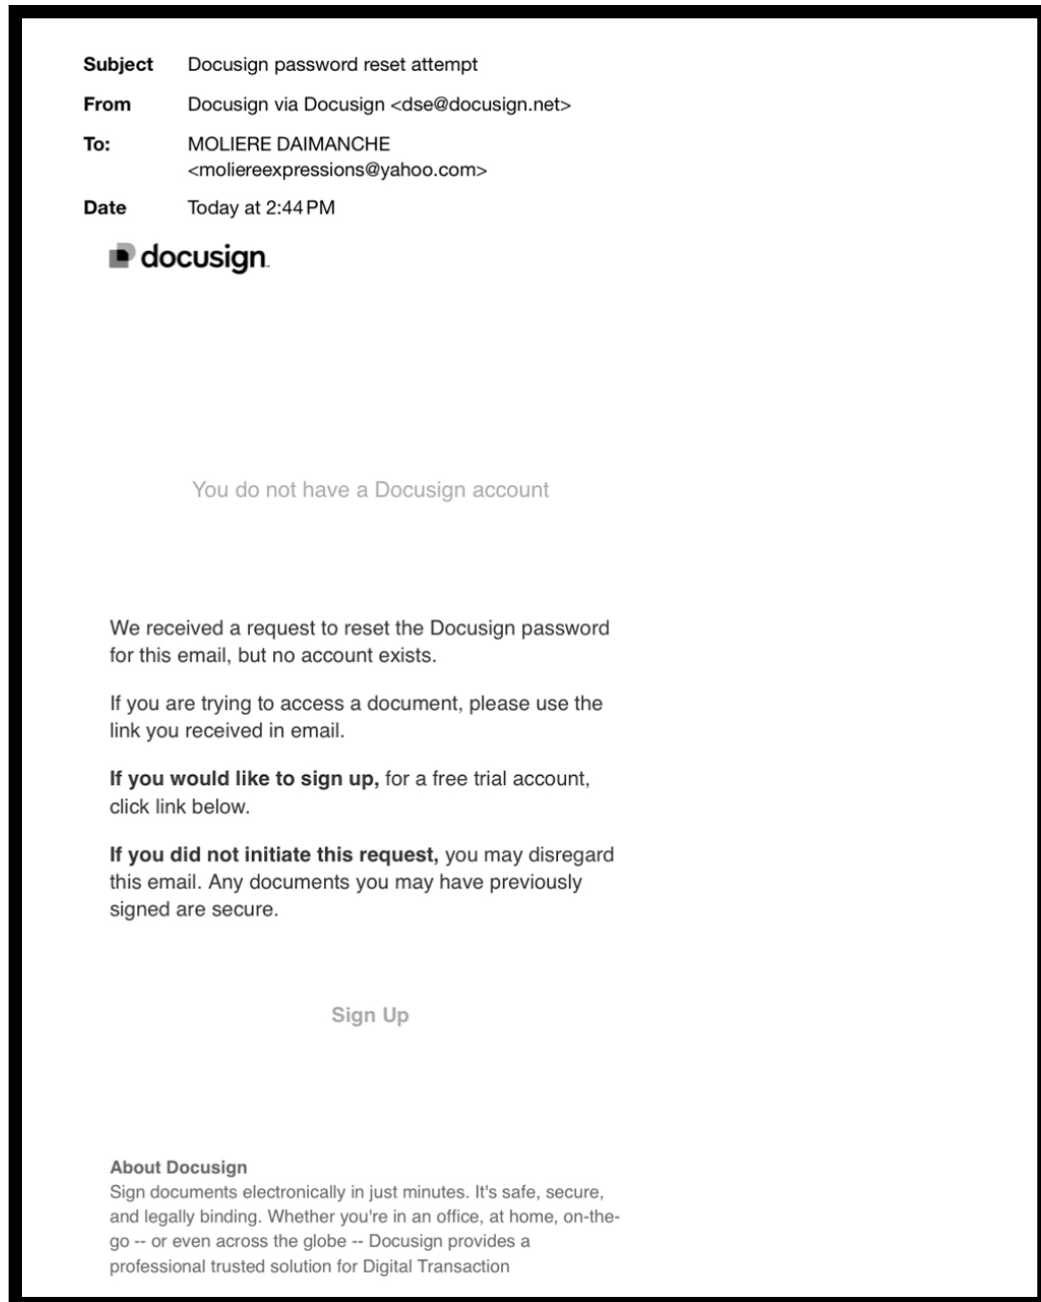 Subject Docusign password reset attempt
From Docusign via Docusign <dse@docusign.net>
To: MOLIERE DAIMANCHE
<moliereexpressions@yahoo.com>
Date Today at 2:44 PM
docusign
You do not have a Docusign account
We received a request to reset the Docusign password
for this email, but no account exists.
If you are trying to access a document, please use the
link you received in email.
If you would like to sign up, for a free trial account,
click link below.
If you did not initiate this request, you may disregard
this email. Any documents you may have previously
signed are secure.
Sign Up
About Docusign
Sign documents electronically in just minutes. It's safe, secure,
and legally binding. Whether you're in an office, at home, on-the-
go -- or even across the globe -- Docusign provides a
professional trusted solution for Digital Transaction